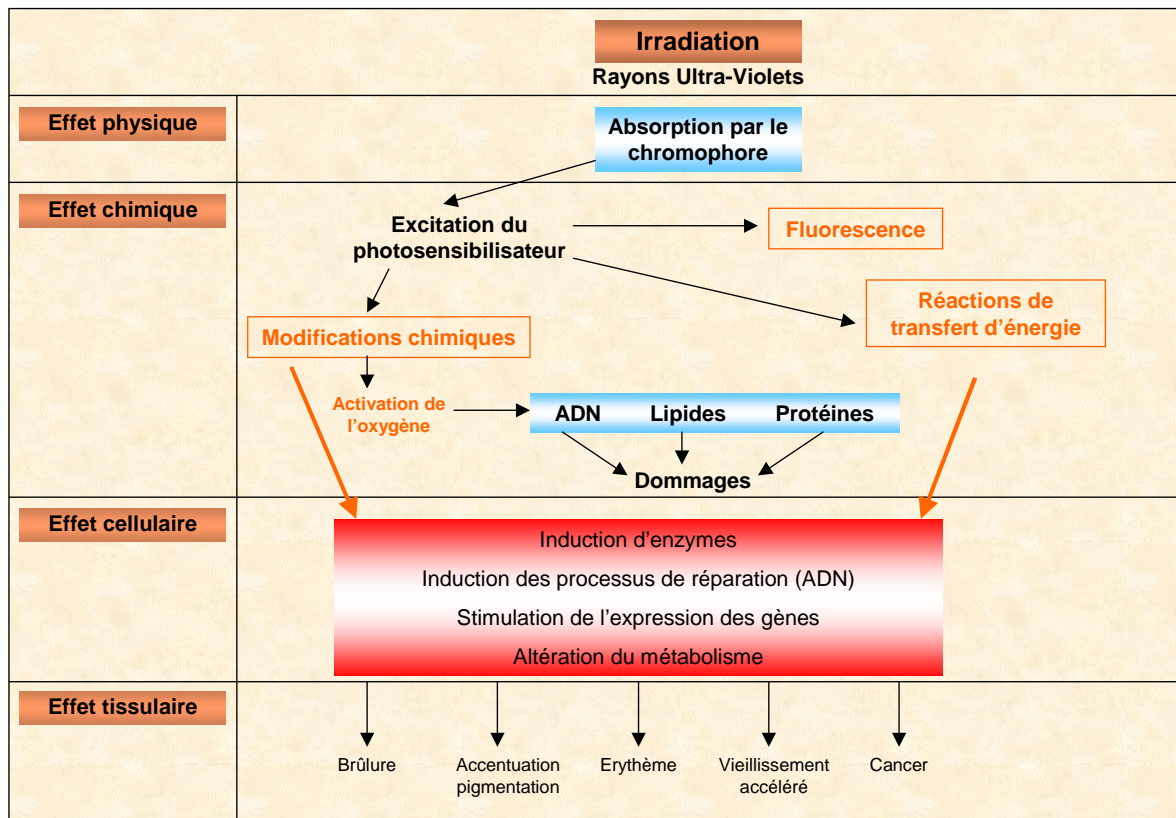 Irradiation
Rayons Ultra-Violets
Effet physique
Absorption par le
chromophore
Effet chimique
Excitation du
photosensibilisateur
Fluorescence
Réactions de
transfert d’énergie
Modifications chimiques
Activation de
l’oxygène
ADN Lipides Protéines
Dommages
Effet cellulaire
Induction d’enzymes
Induction des processus de réparation (ADN)
Stimulation de l’expression des gènes
Altération du métabolisme
Effet tissulaire
Brûlure
Accentuation
pigmentation
Erythème
Vieillissement
accéléré
Cancer